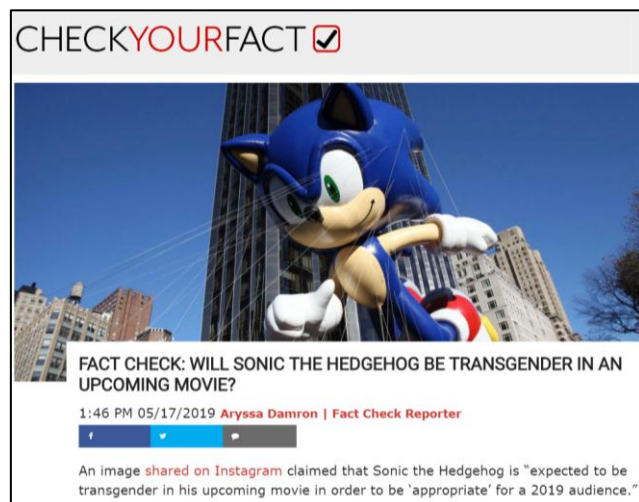 CHECKYOURFACT
FACT CHECK: WILL SONIC THE HEDGEHOG BE TRANSGENDER IN AN
UPCOMING MOVIE?
1:46 PM 05/17/2019 Aryssa Damron | Fact Check Reporter
An image shared on Instagram claimed that Sonic the Hedgehog is “expected to be
transgender in his upcoming movie in order to be ‘appropriate’ for a 2019 audience.”